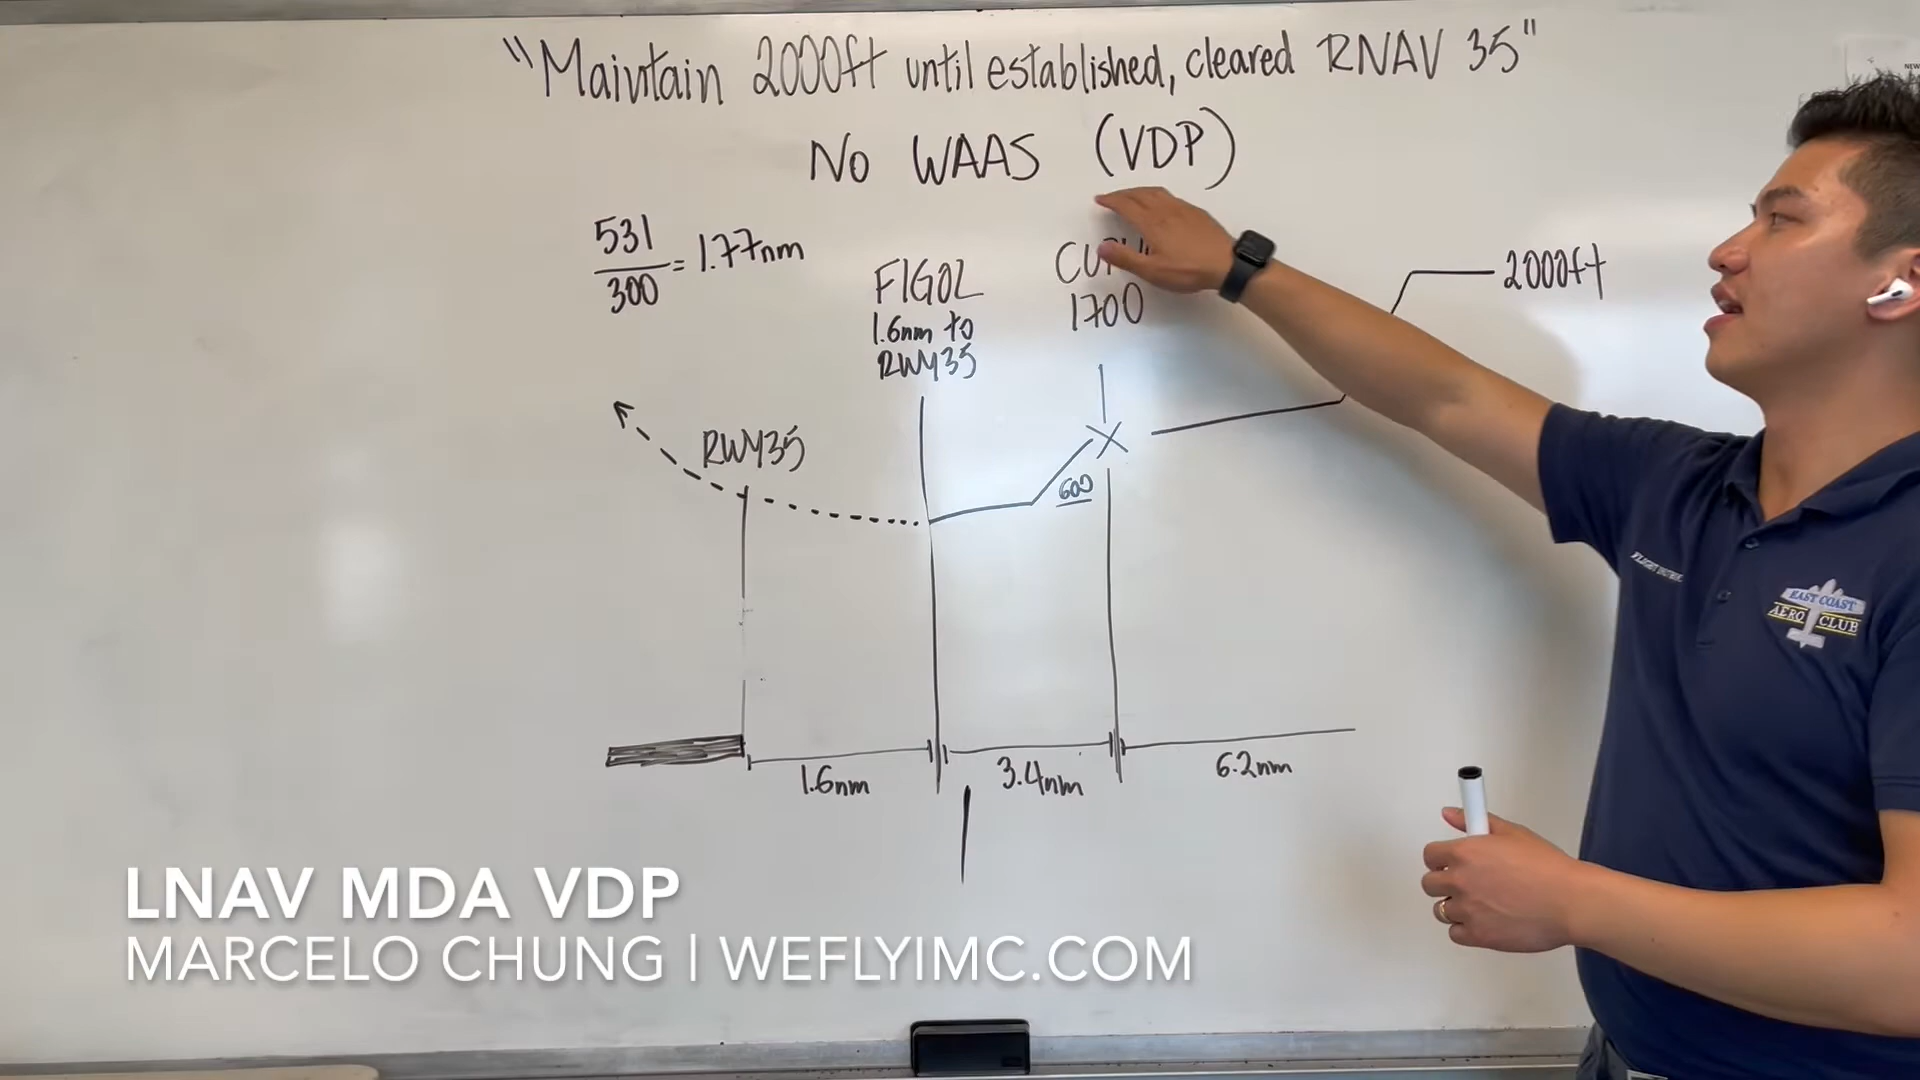 "Maintain 2000ft until established, cleared RNAV 35"
No WAAS (VDP)
531
300
= 1.77nm
FIGOL
1.6nm to
RWY35
1700
2000ft
RWY35
600
1.6nm
3.4nm
6.2nm
EAST COAST
AERO CLUB
LNAV MDA VDP
MARCELO CHUNG | WEFLYIMC.COM
NEW